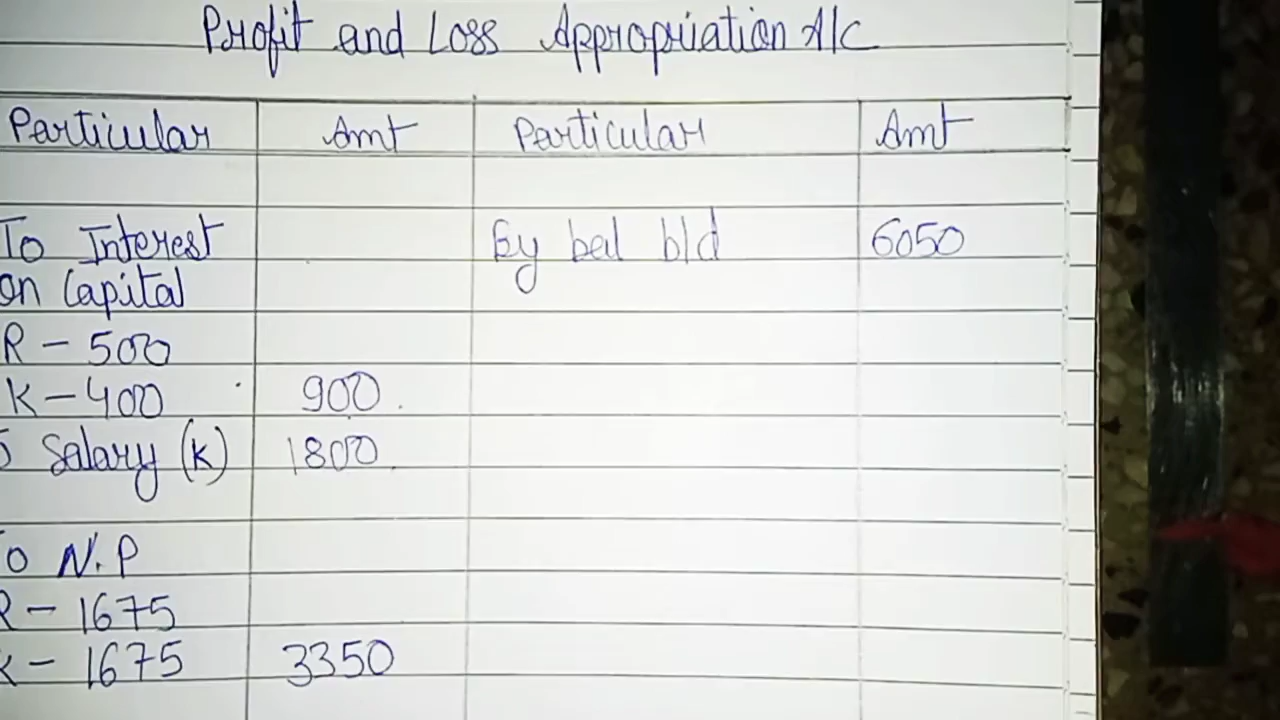 Profit and Loss Appropriation A/c
Particular Amt Particular Amt
To Interest By bal b/d 6050
on Capital
R - 500
K - 400 900
Salary (K) 1800
To N.P
R - 1675
K - 1675 3350